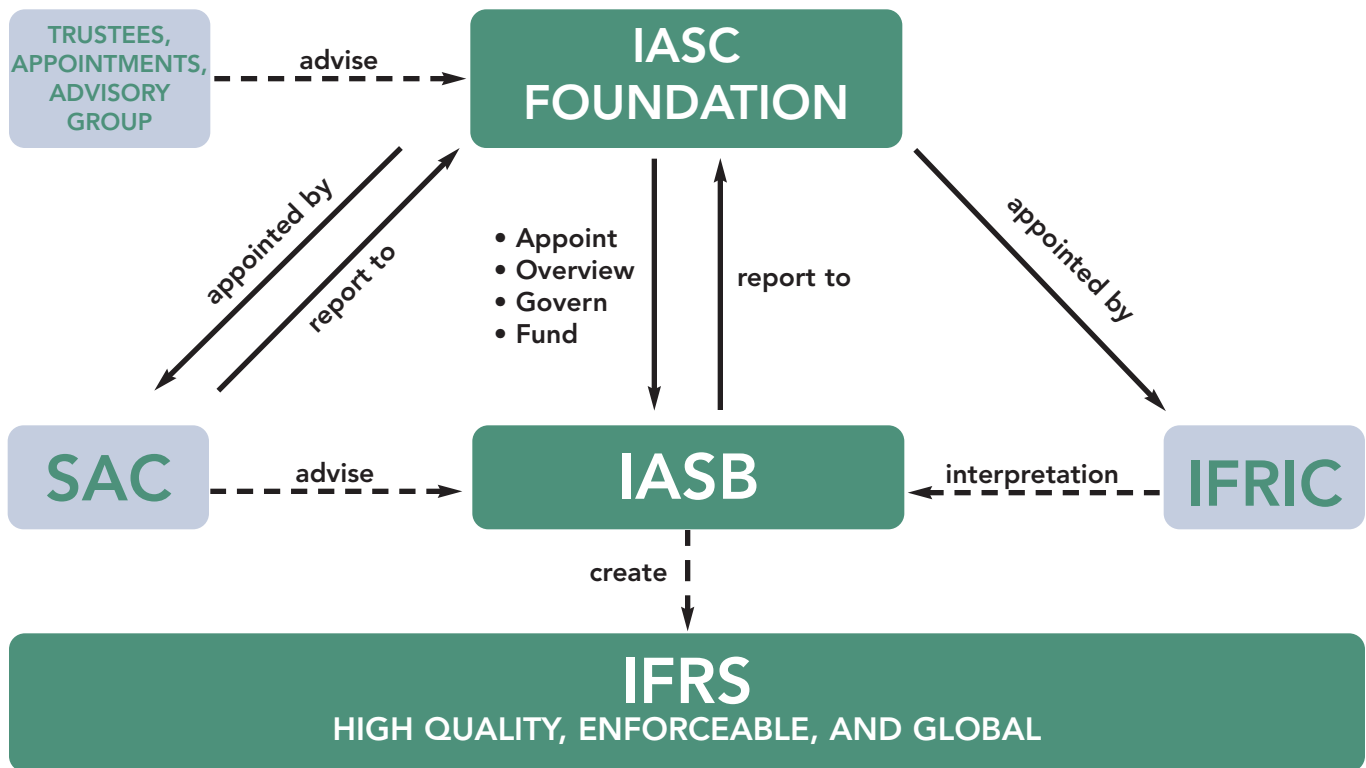 TRUSTEES,
APPOINTMENTS,
ADVISORY
GROUP
advise
IASC
FOUNDATION
appointed by
report to
• Appoint
• Overview
• Govern
• Fund
report to
appointed by
SAC
advise
IASB
interpretation
IFRIC
create
IFRS
HIGH QUALITY, ENFORCEABLE, AND GLOBAL